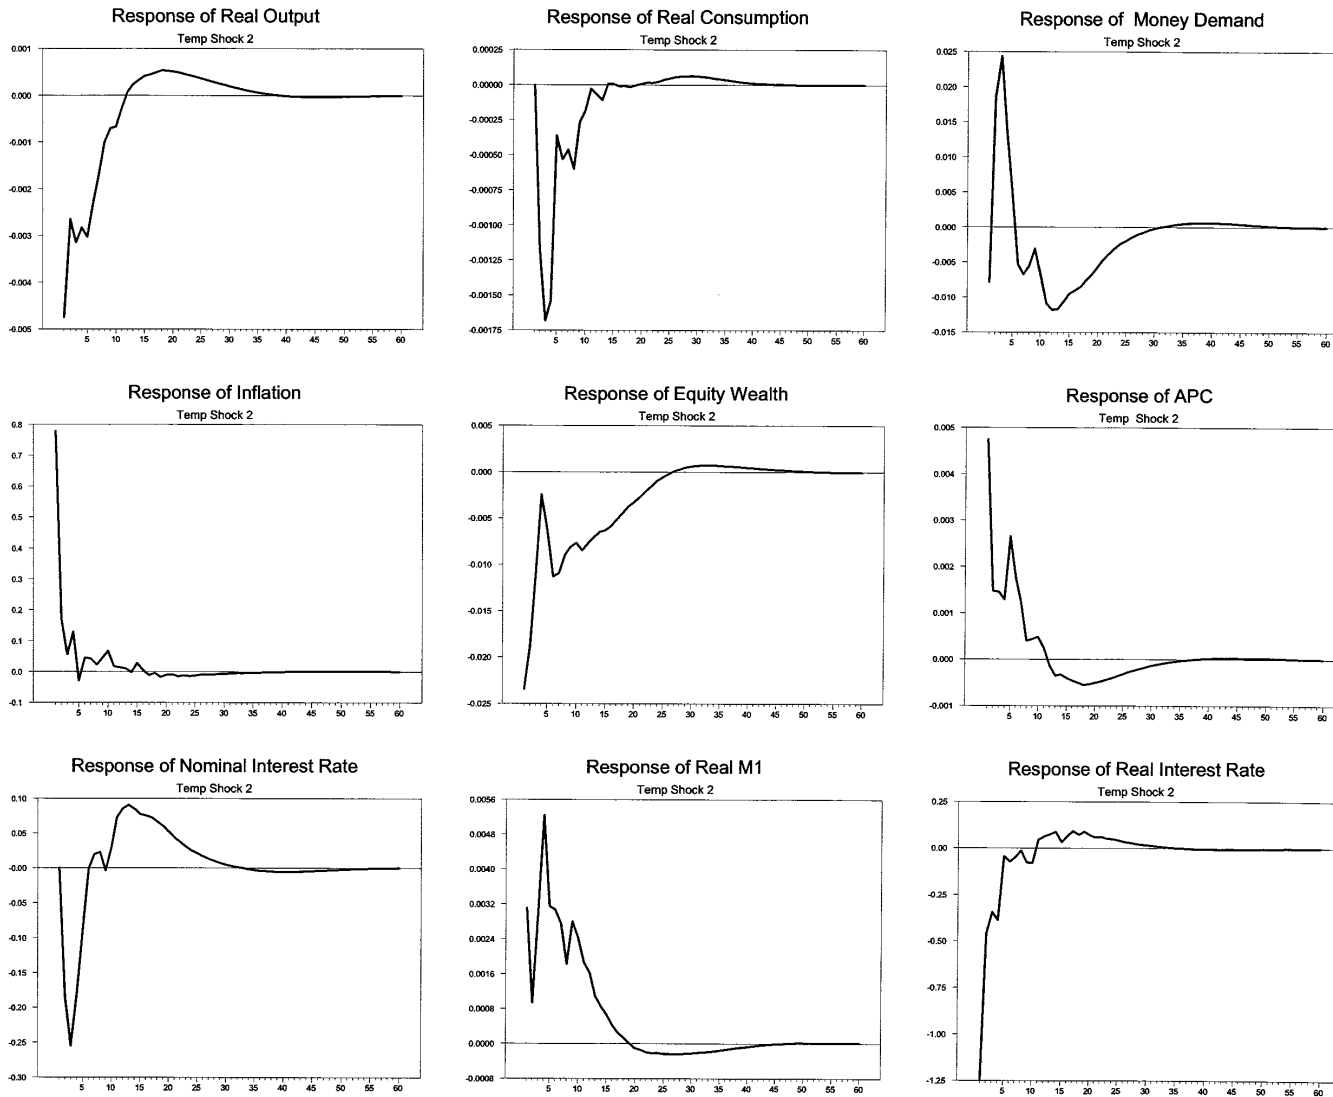 Response of Real Output
Temp Shock 2
0.001
0.000
-0.001
-0.002
-0.003
-0.004
-0.005
5 10 15 20 25 30 35 40 45 50 55 60
Response of Real Consumption
Temp Shock 2
0.00025
0.00000
-0.00025
-0.00050
-0.00075
-0.00100
-0.00125
-0.00150
-0.00175
5 10 15 20 25 30 35 40 45 50 55 60
Response of Money Demand
Temp Shock 2
0.025
0.020
0.015
0.010
0.005
0.000
-0.005
-0.010
-0.015
5 10 15 20 25 30 35 40 45 50 55 60
Response of Inflation
Temp Shock 2
0.8
0.7
0.6
0.5
0.4
0.3
0.2
0.1
0.0
-0.1
5 10 15 20 25 30 35 40 45 50 55 60
Response of Equity Wealth
Temp Shock 2
0.005
0.000
-0.005
-0.010
-0.015
-0.020
-0.025
5 10 15 20 25 30 35 40 45 50 55 60
Response of APC
Temp Shock 2
0.005
0.004
0.003
0.002
0.001
0.000
-0.001
5 10 15 20 25 30 35 40 45 50 55 60
Response of Nominal Interest Rate
Temp Shock 2
0.10
0.05
-0.00
-0.05
-0.10
-0.15
-0.20
-0.25
-0.30
5 10 15 20 25 30 35 40 45 50 55 60
Response of Real M1
Temp Shock 2
0.0056
0.0048
0.0040
0.0032
0.0024
0.0016
0.0008
0.0000
-0.0008
5 10 15 20 25 30 35 40 45 50 55 60
Response of Real Interest Rate
Temp Shock 2
0.25
0.00
-0.25
-0.50
-0.75
-1.00
-1.25
5 10 15 20 25 30 35 40 45 50 55 60